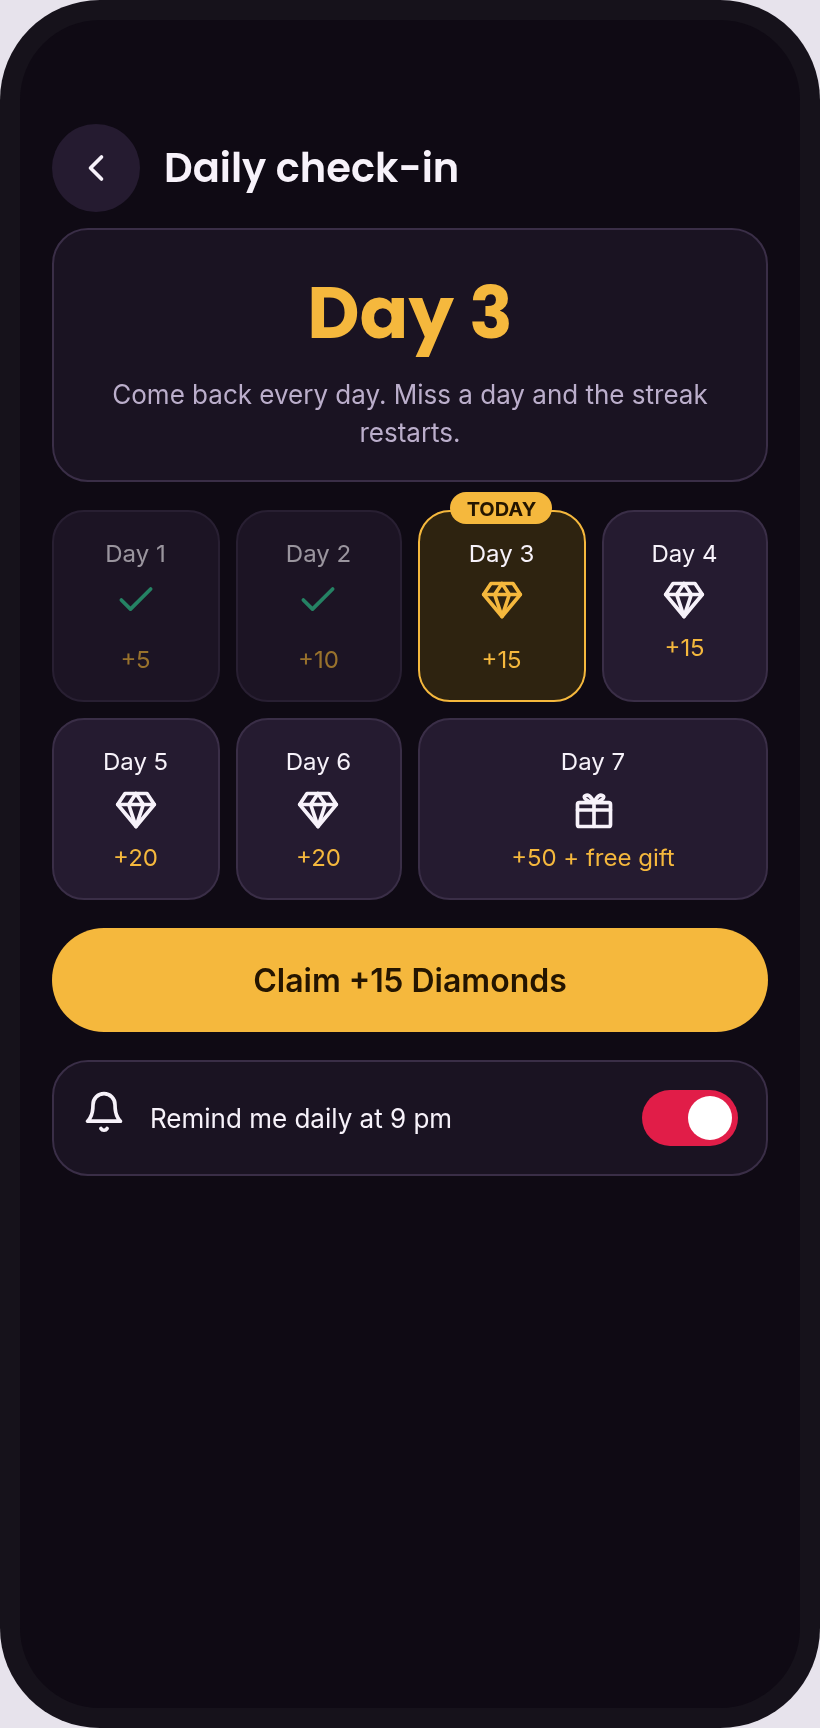 Daily check-in
Day 3
Come back every day. Miss a day and the streak
restarts.
TODAY
Day 1
Day 2
Day 3
Day 4
+5
+10
+15
+15
Day 5
Day 6
Day 7
+20
+20
+50 + free gift
Claim +15 Diamonds
Remind me daily at 9 pm